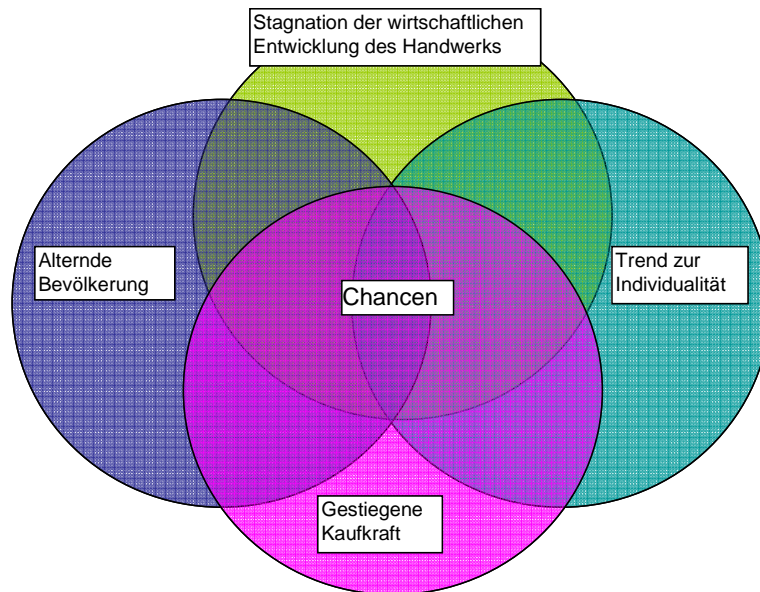 Stagnation der wirtschaftlichen
Entwicklung des Handwerks
Alternde
Bevölkerung
Chancen
Trend zur
Individualität
Gestiegene
Kaufkraft